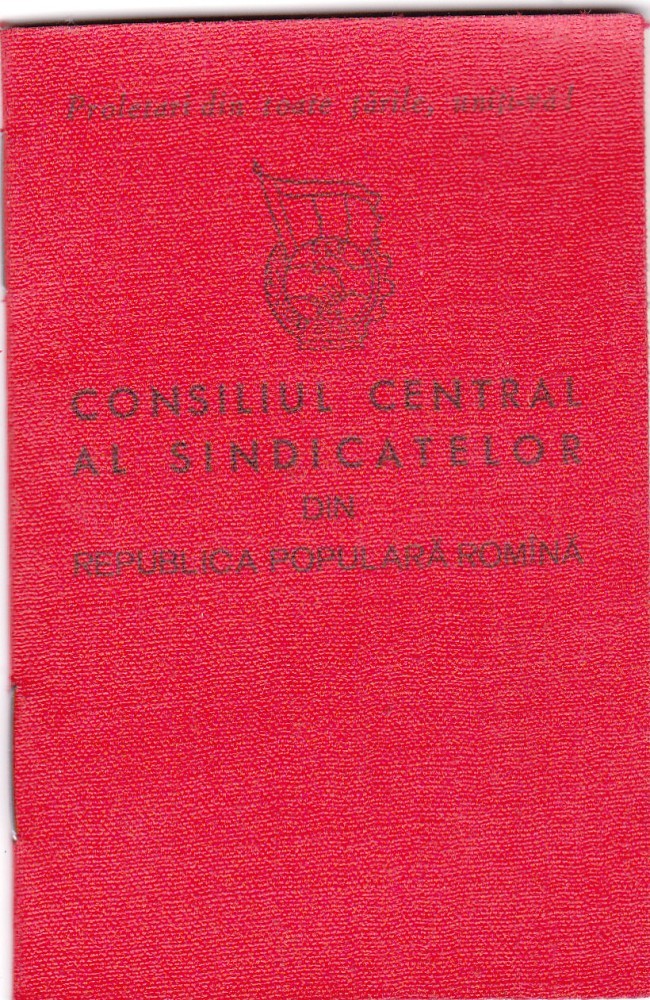 Proletari din toate țările, uniți-vă!
CONSILIUL CENTRAL
AL SINDICATELOR
DIN
REPUBLICA POPULARĂ ROMÎNĂ